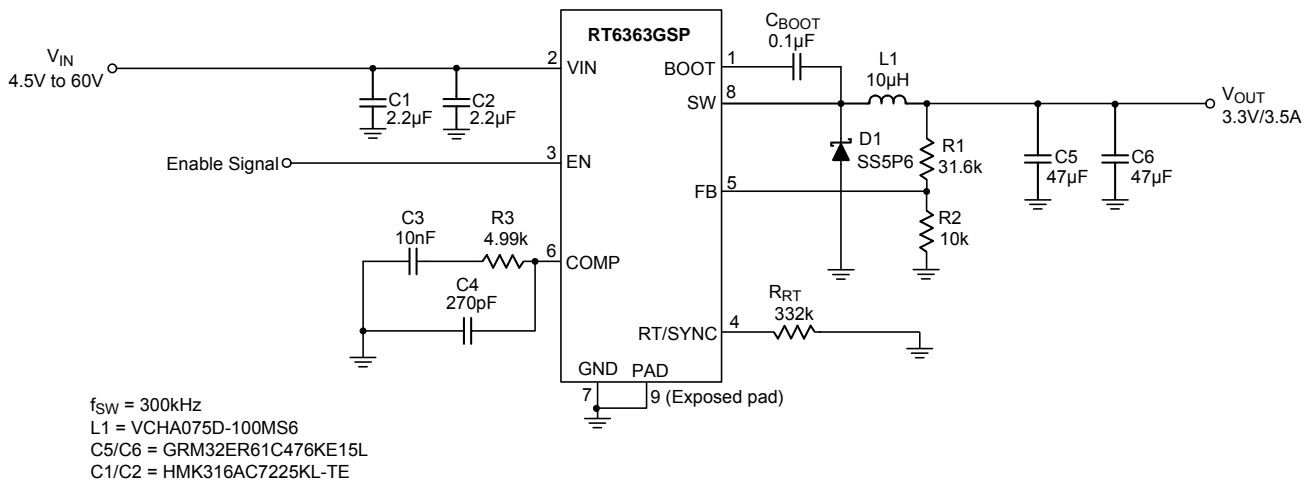 RT6363GSP
VIN
4.5V to 60V
2
VIN
C1
2.2µF
C2
2.2µF
Enable Signal
3
EN
C3
10nF
R3
4.99k
6
COMP
C4
270pF
BOOT
1
CBOOT
0.1µF
SW
8
L1
10µH
VOUT
3.3V/3.5A
D1
SS5P6
R1
31.6k
C5
47µF
C6
47µF
FB
5
R2
10k
RT/SYNC
4
RRT
332k
GND
PAD
7
9 (Exposed pad)
fSW = 300kHz
L1 = VCHA075D-100MS6
C5/C6 = GRM32ER61C476KE15L
C1/C2 = HMK316AC7225KL-TE